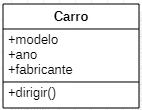 Carro
+modelo
+ano
+fabricante
+dirigir()